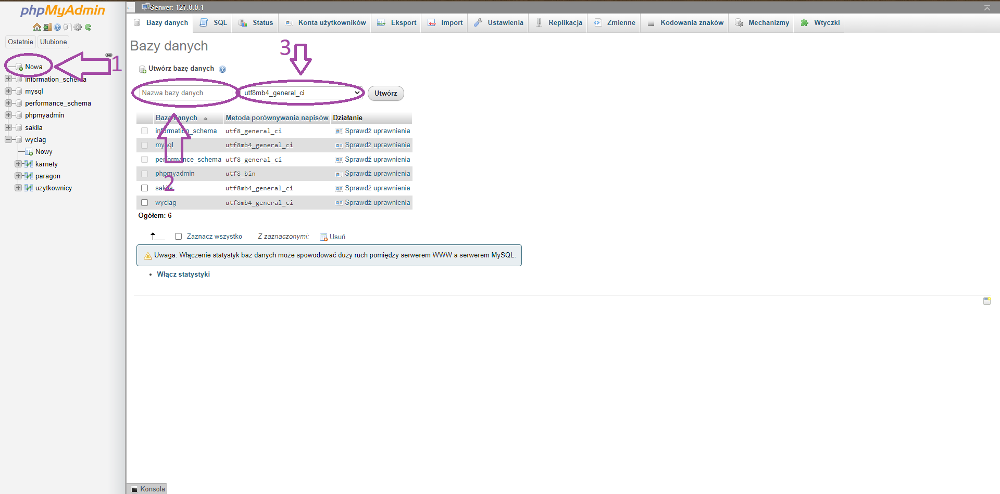 phpMyAdmin
Ostatnie Ulubione
Nowa
1
information_schema
mysql
performance_schema
phpmyadmin
sakila
wyciag
Nowy
karnety
paragon
uzytkownicy
Serwer: 127.0.0.1
Bazy danych SQL Status Konta użytkowników Eksport Import Ustawienia Replikacja Zmienne Kodowania znaków Mechanizmy Wtyczki
Bazy danych
3
Utwórz bazę danych
Nazwa bazy danych utf8mb4_general_ci Utwórz
Baza danych Metoda porównywania napisów Działanie
information_schema utf8_general_ci Sprawdź uprawnienia
mysql utf8mb4_general_ci Sprawdź uprawnienia
performance_schema utf8_general_ci Sprawdź uprawnienia
phpmyadmin utf8_bin Sprawdź uprawnienia
2
sakila utf8mb4_general_ci Sprawdź uprawnienia
wyciag utf8mb4_general_ci Sprawdź uprawnienia
Ogółem: 6
Zaznacz wszystko Z zaznaczonymi: Usuń
Uwaga: Włączenie statystyk baz danych może spowodować duży ruch pomiędzy serwerem WWW a serwerem MySQL.
• Włącz statystyki
Konsola